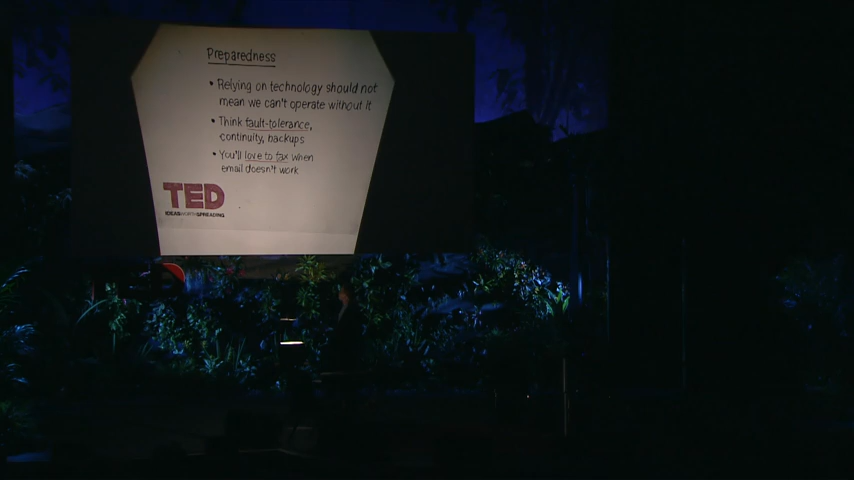 Preparedness
• Relying on technology should not
mean we can't operate without it
• Think fault-tolerance,
continuity, backups
• You'll love to fax when
email doesn't work
TED
IDEAS WORTH SPREADING